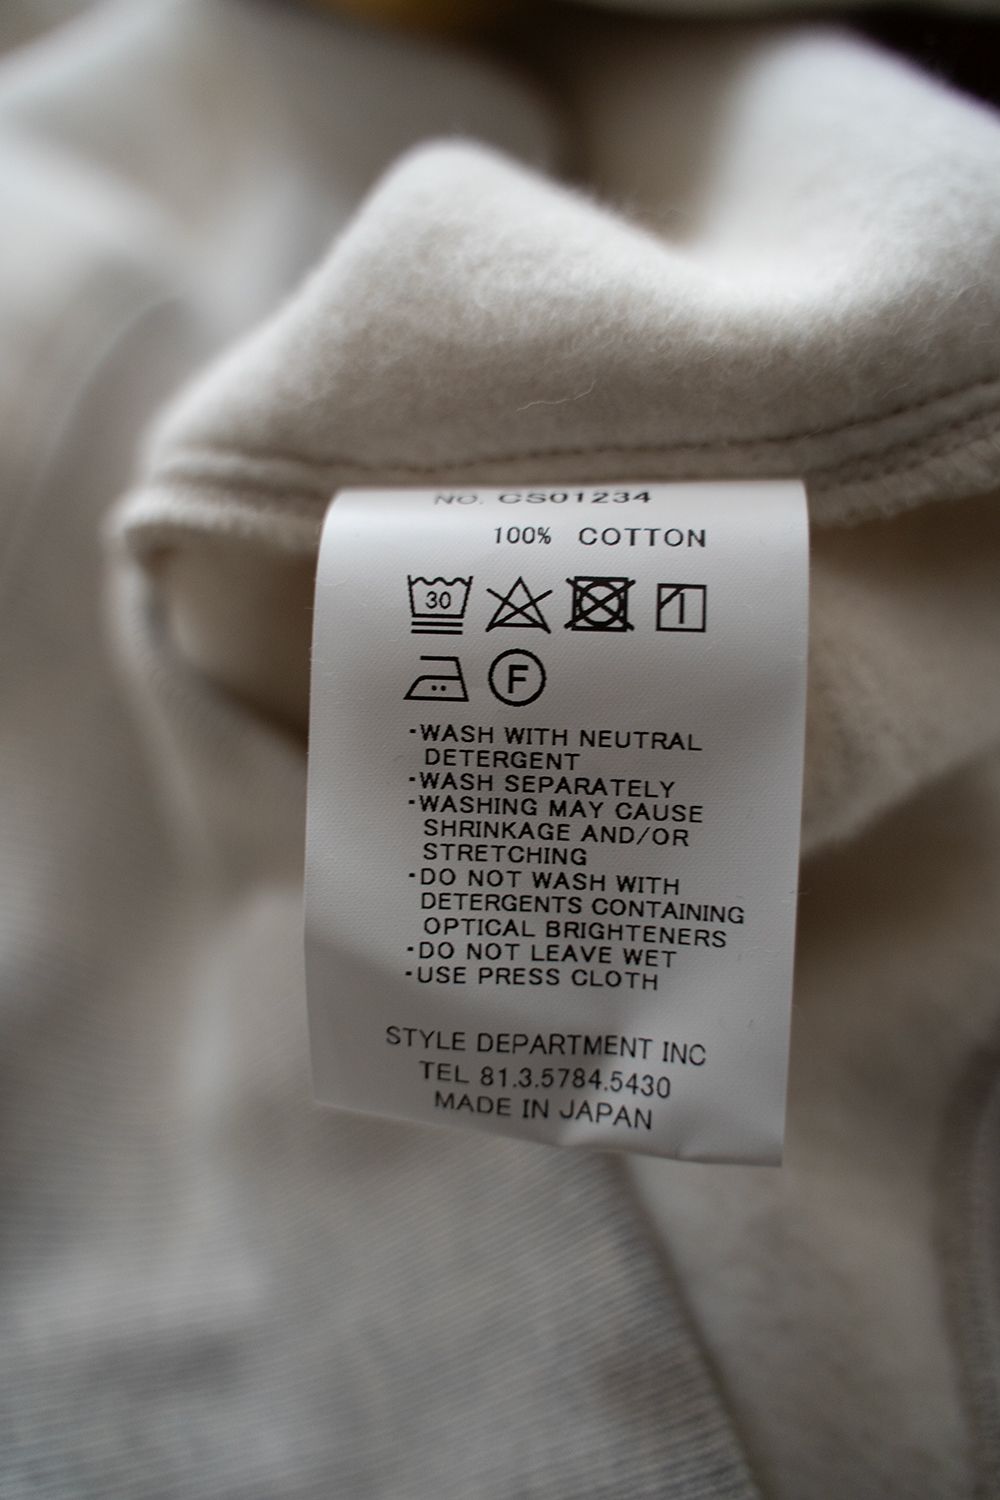 NO. CS01234
100% COTTON
30
F
·WASH WITH NEUTRAL
DETERGENT
·WASH SEPARATELY
·WASHING MAY CAUSE
SHRINKAGE AND/OR
STRETCHING
·DO NOT WASH WITH
DETERGENTS CONTAINING
OPTICAL BRIGHTENERS
·DO NOT LEAVE WET
·USE PRESS CLOTH
STYLE DEPARTMENT INC
TEL 81.3.5784.5430
MADE IN JAPAN